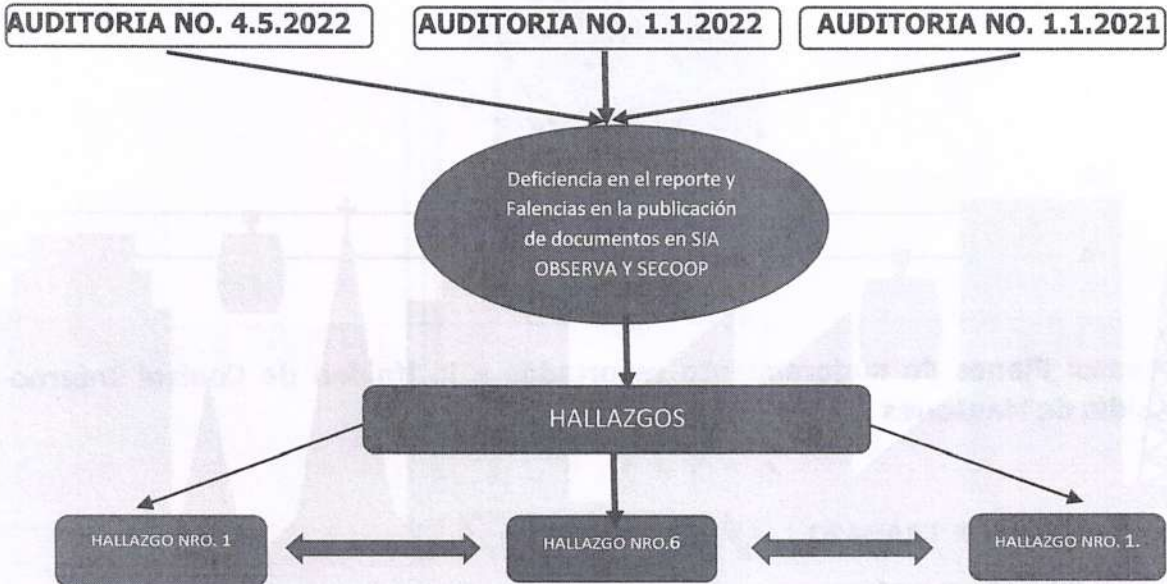 AUDITORIA NO. 4.5.2022
AUDITORIA NO. 1.1.2022
AUDITORIA NO. 1.1.2021
Deficiencia en el reporte y
Falencias en la publicación
de documentos en SIA
OBSERVA Y SECOOP
HALLAZGOS
HALLAZGO NRO. 1
HALLAZGO NRO.6
HALLAZGO NRO. 1.